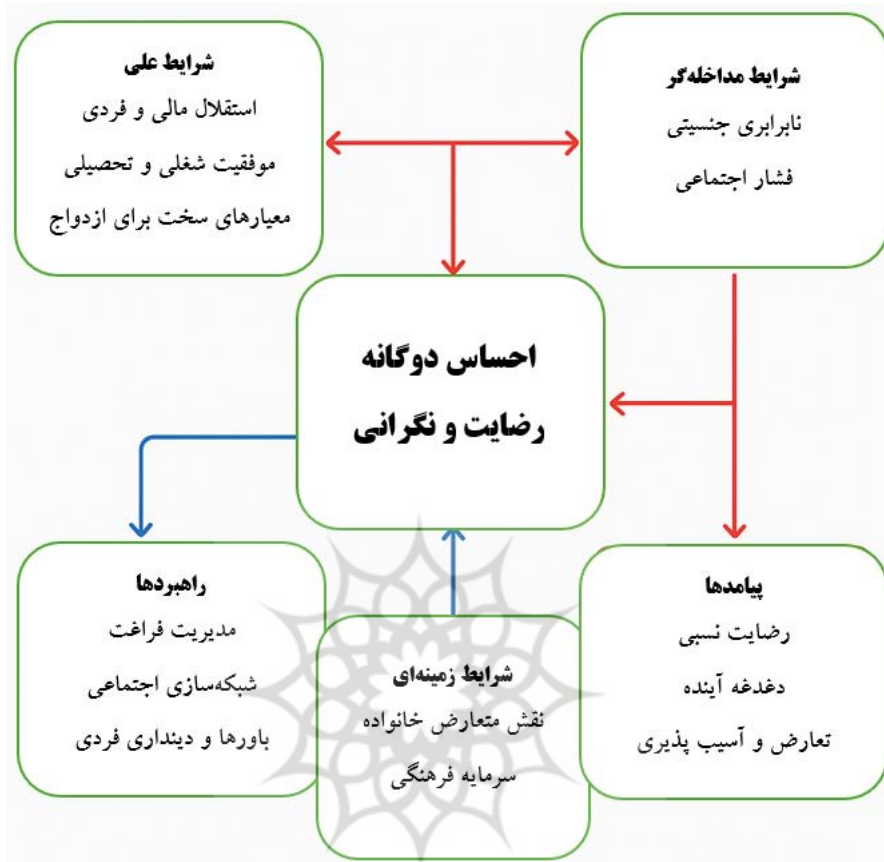 شرایط مداخله‌گر
نابرابری جنسیتی
فشار اجتماعی
شرایط علی
استقلال مالی و فردی
موفقیت شغلی و تحصیلی
معیارهای سخت برای ازدواج
احساس دوگانه
رضایت و نگرانی
پیامدها
رضایت نسبی
دغدغه آینده
تعارض و آسیب پذیری
شرایط زمینه‌ای
نقش متعارض خانواده
سرمایه فرهنگی
راهبردها
مدیریت فراغت
شبکه‌سازی اجتماعی
باورها و دینداری فردی